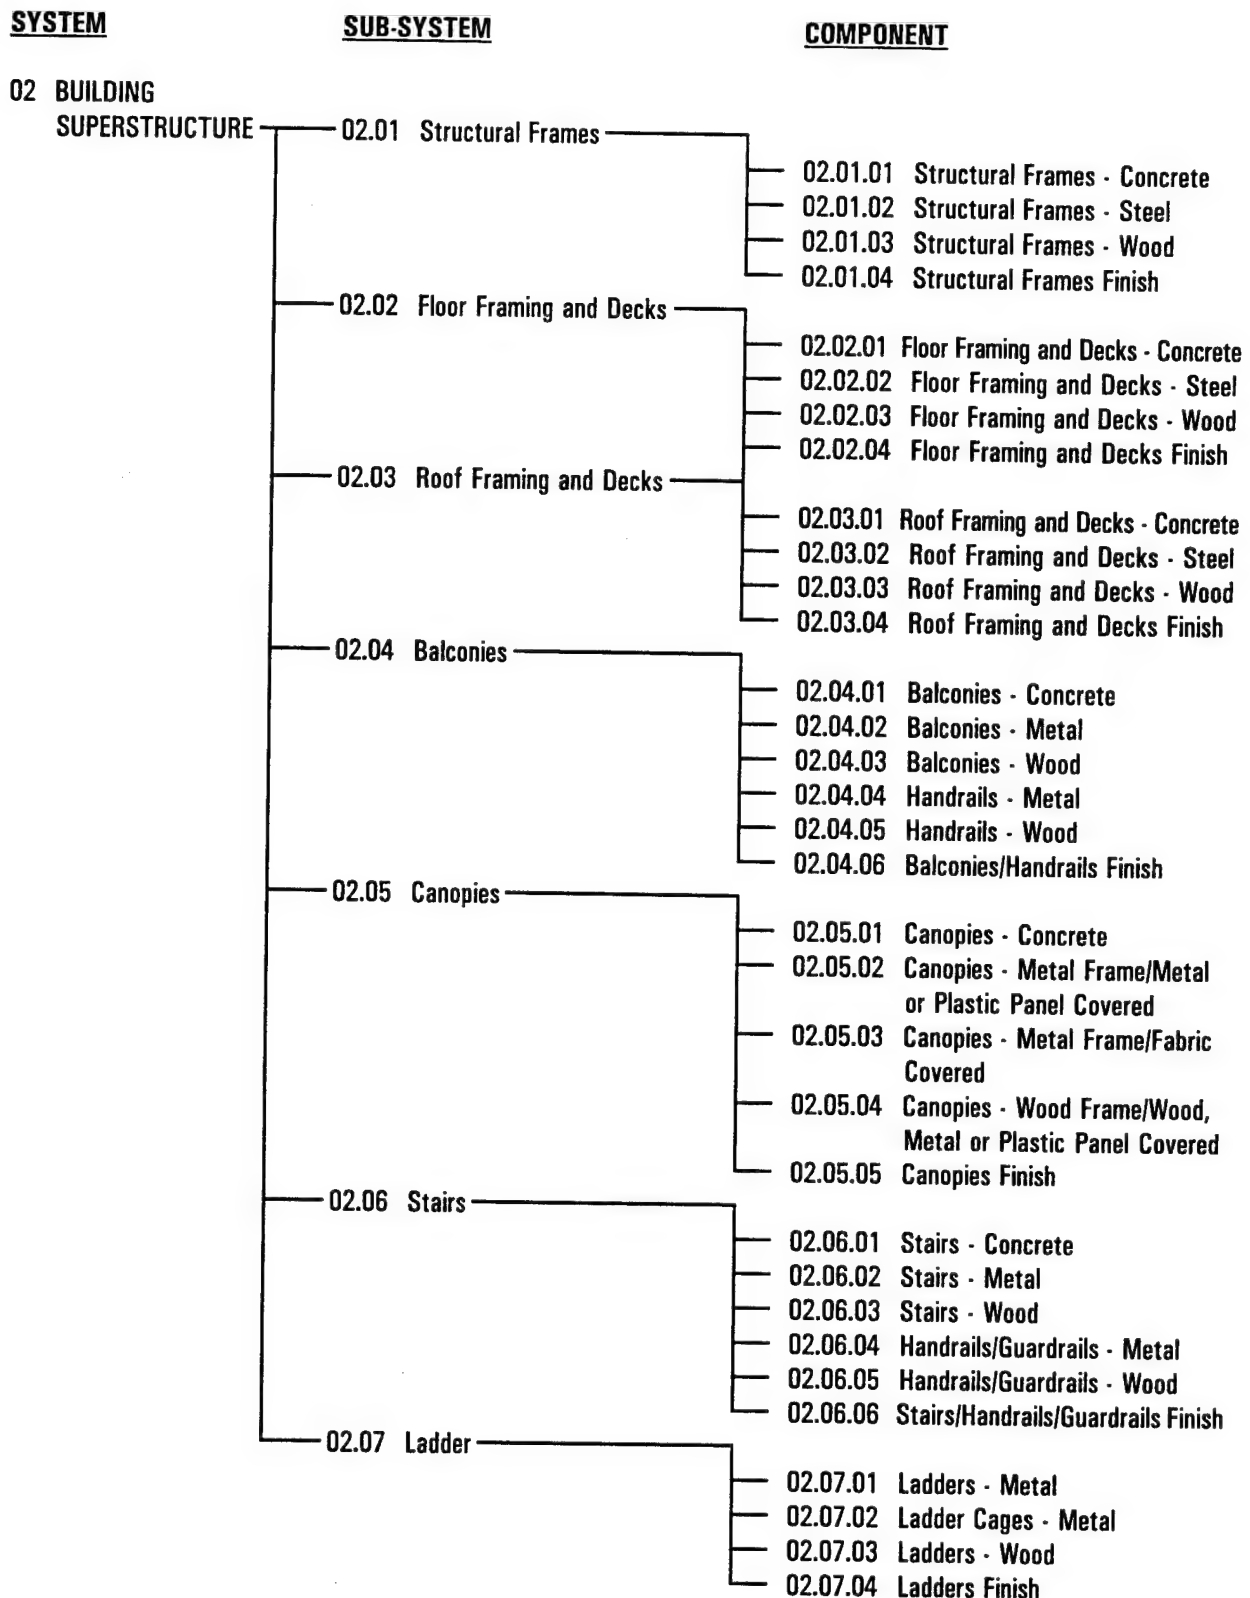 SYSTEM SUB-SYSTEM COMPONENT
02 BUILDING
SUPERSTRUCTURE 02.01 Structural Frames
02.01.01 Structural Frames - Concrete
02.01.02 Structural Frames - Steel
02.01.03 Structural Frames - Wood
02.01.04 Structural Frames Finish
02.02 Floor Framing and Decks
02.02.01 Floor Framing and Decks - Concrete
02.02.02 Floor Framing and Decks - Steel
02.02.03 Floor Framing and Decks - Wood
02.02.04 Floor Framing and Decks Finish
02.03 Roof Framing and Decks
02.03.01 Roof Framing and Decks - Concrete
02.03.02 Roof Framing and Decks - Steel
02.03.03 Roof Framing and Decks - Wood
02.03.04 Roof Framing and Decks Finish
02.04 Balconies
02.04.01 Balconies - Concrete
02.04.02 Balconies - Metal
02.04.03 Balconies - Wood
02.04.04 Handrails - Metal
02.04.05 Handrails - Wood
02.04.06 Balconies/Handrails Finish
02.05 Canopies
02.05.01 Canopies - Concrete
02.05.02 Canopies - Metal Frame/Metal
or Plastic Panel Covered
02.05.03 Canopies - Metal Frame/Fabric
Covered
02.05.04 Canopies - Wood Frame/Wood,
Metal or Plastic Panel Covered
02.05.05 Canopies Finish
02.06 Stairs
02.06.01 Stairs - Concrete
02.06.02 Stairs - Metal
02.06.03 Stairs - Wood
02.06.04 Handrails/Guardrails - Metal
02.06.05 Handrails/Guardrails - Wood
02.06.06 Stairs/Handrails/Guardrails Finish
02.07 Ladder
02.07.01 Ladders - Metal
02.07.02 Ladder Cages - Metal
02.07.03 Ladders - Wood
02.07.04 Ladders Finish